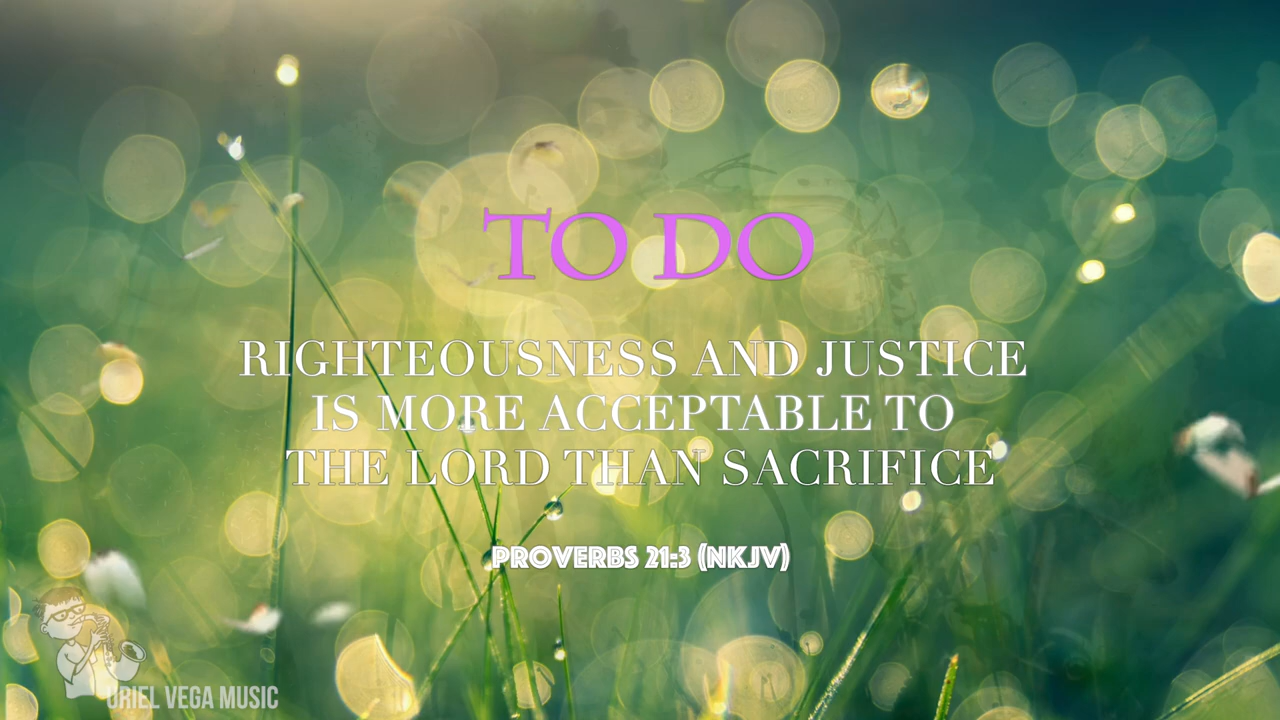 TO DO
RIGHTEOUSNESS AND JUSTICE
IS MORE ACCEPTABLE TO
THE LORD THAN SACRIFICE
PROVERBS 21:3 (NKJV)
URIEL VEGA MUSIC